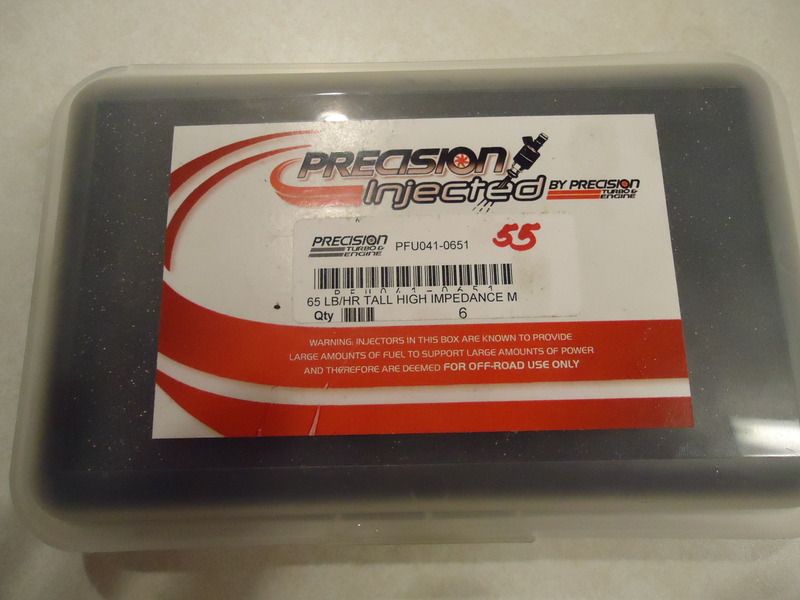 PRECISION
Injected BY PRECISION
TURBO &
ENGINE
PRECISION
TURBO &
ENGINE
PFU041-0651
55
PFU041-0651
65 LB/HR TALL HIGH IMPEDANCE M
Qty 6
WARNING: INJECTORS IN THIS BOX ARE KNOWN TO PROVIDE
LARGE AMOUNTS OF FUEL TO SUPPORT LARGE AMOUNTS OF POWER
AND THEREFORE ARE DEEMED FOR OFF-ROAD USE ONLY